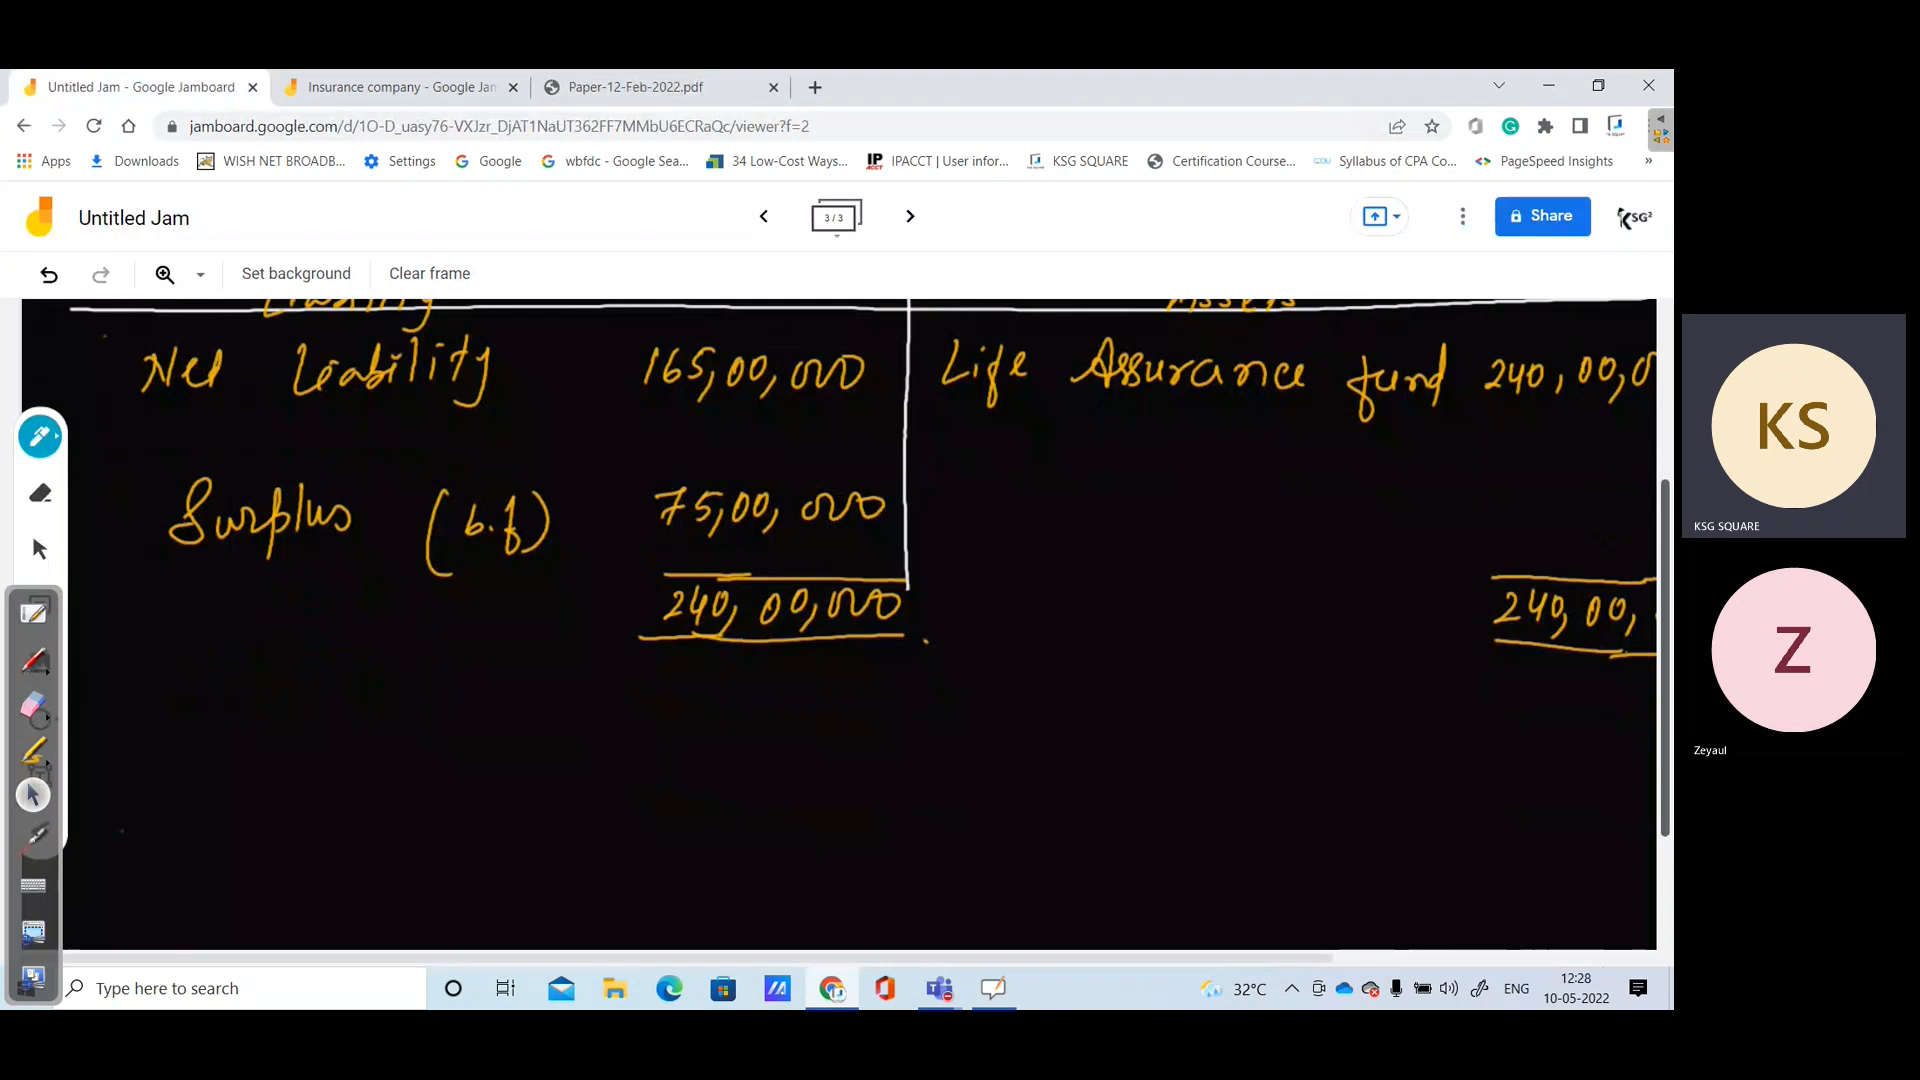 Untitled Jam - Google Jamboard
Insurance company - Google Jam
Paper-12-Feb-2022.pdf
jamboard.google.com/d/1O-D_uasy76-VXJzr_DjAT1NaUT362FF7MMbU6ECRaQc/viewer?f=2
Apps Downloads WISH NET BROADB... Settings Google wbfdc - Google Sea... 34 Low-Cost Ways... IPACCT | User infor... KSG SQUARE Certification Course... Syllabus of CPA Co... PageSpeed Insights »
Untitled Jam
3 / 3
Share
KSG²
Set background
Clear frame
Liability Assets
Net Liability 165,00,000 Life Assurance fund 240,00,0
Surplus (b.f) 75,00,000
240,00,000 240,00,
KS
KSG SQUARE
Z
Zeyaul
Type here to search
32°C
ENG
12:28
10-05-2022